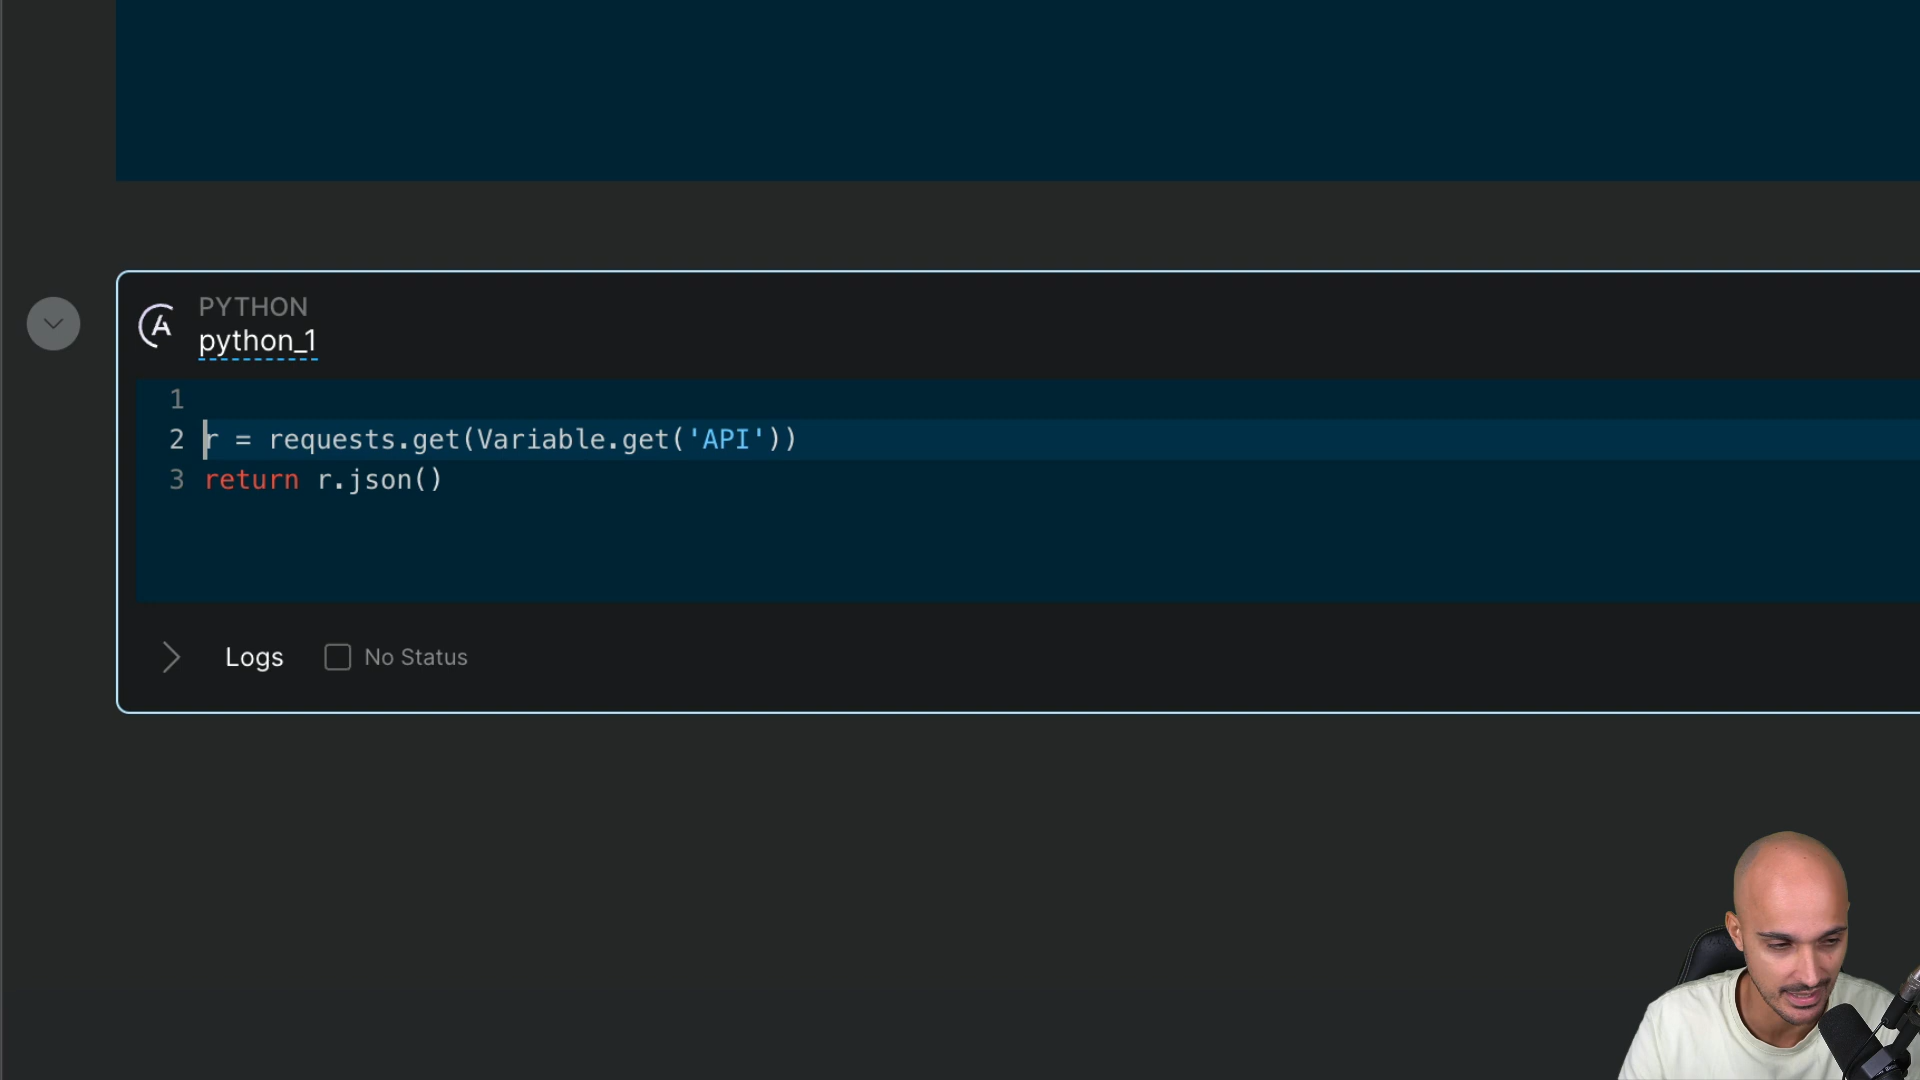 PYTHON
python_1
1
2 r = requests.get(Variable.get('API'))
3 return r.json()
Logs No Status